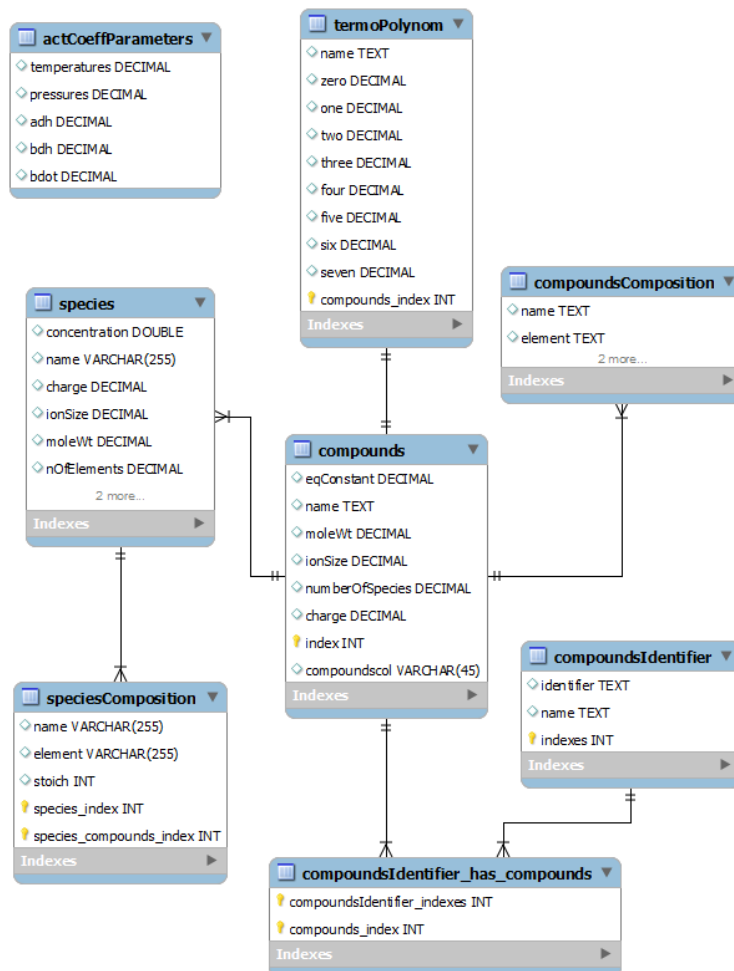 actCoeffParameters
temperatures DECIMAL
pressures DECIMAL
adh DECIMAL
bdh DECIMAL
bdot DECIMAL
termoPolynom
name TEXT
zero DECIMAL
one DECIMAL
two DECIMAL
three DECIMAL
four DECIMAL
five DECIMAL
six DECIMAL
seven DECIMAL
compounds_index INT
Indexes
species
concentration DOUBLE
name VARCHAR(255)
charge DECIMAL
ionSize DECIMAL
moleWt DECIMAL
nOfElements DECIMAL
2 more...
Indexes
compoundsComposition
name TEXT
element TEXT
2 more...
Indexes
compounds
eqConstant DECIMAL
name TEXT
moleWt DECIMAL
ionSize DECIMAL
numberOfSpecies DECIMAL
charge DECIMAL
index INT
compoundscol VARCHAR(45)
Indexes
speciesComposition
name VARCHAR(255)
element VARCHAR(255)
stoich INT
species_index INT
species_compounds_index INT
Indexes
compoundsIdentifier
identifier TEXT
name TEXT
indexes INT
Indexes
compoundsIdentifier_has_compounds
compoundsIdentifier_indexes INT
compounds_index INT
Indexes